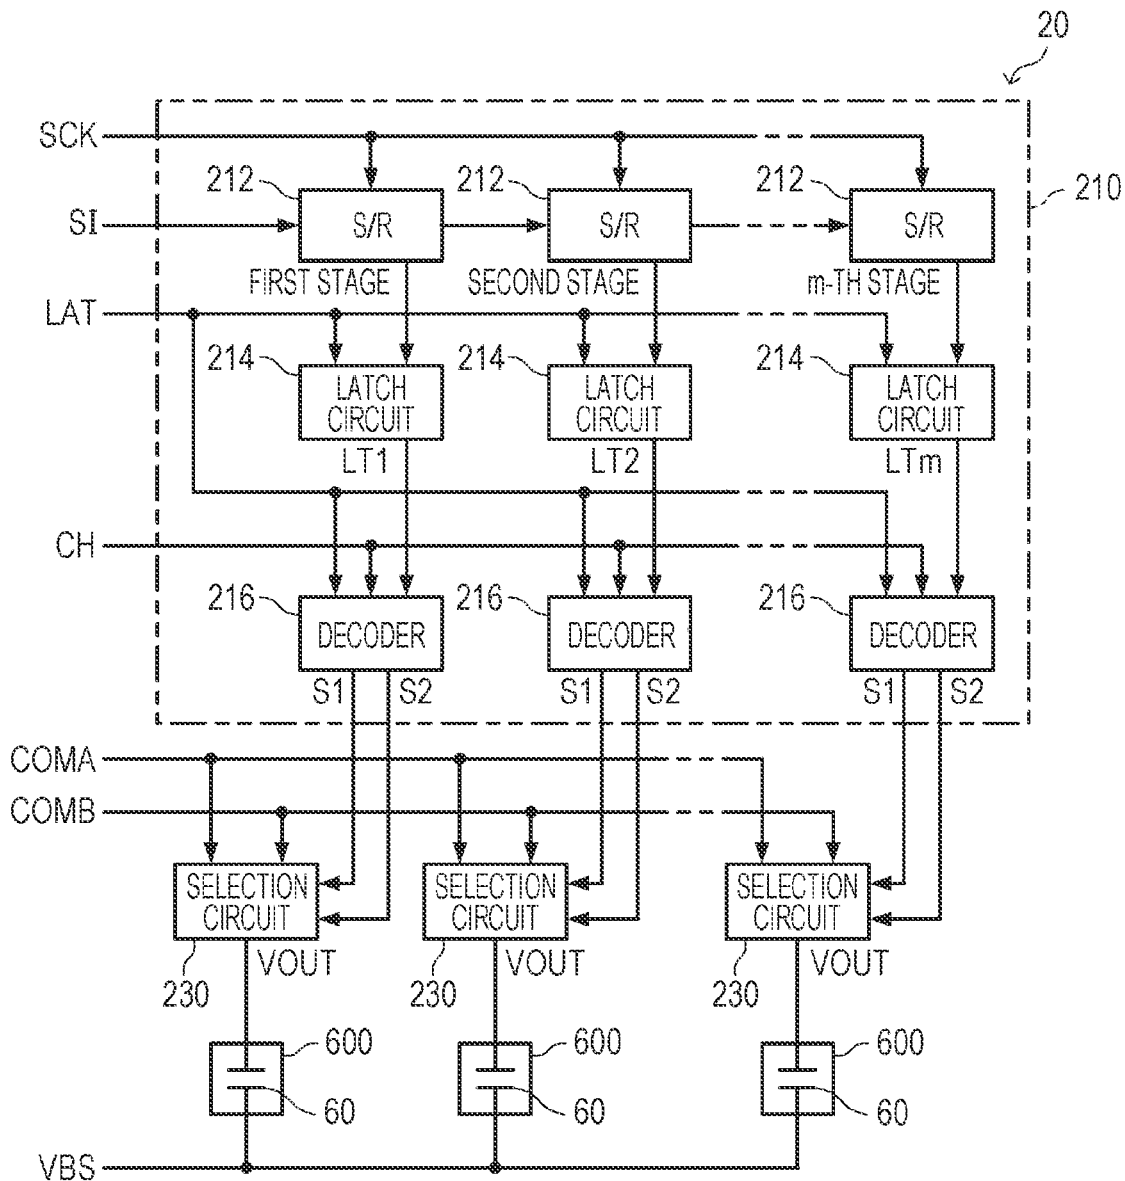 20
SCK
212 212 212 210
SI S/R S/R S/R
FIRST STAGE SECOND STAGE m-TH STAGE
LAT
214 214 214
LATCH CIRCUIT LATCH CIRCUIT LATCH CIRCUIT
LT1 LT2 LTm
CH
216 216 216
DECODER DECODER DECODER
S1 S2 S1 S2 S1 S2
COMA
COMB
SELECTION CIRCUIT SELECTION CIRCUIT SELECTION CIRCUIT
VOUT VOUT VOUT
230 230 230
600 600 600
60 60 60
VBS